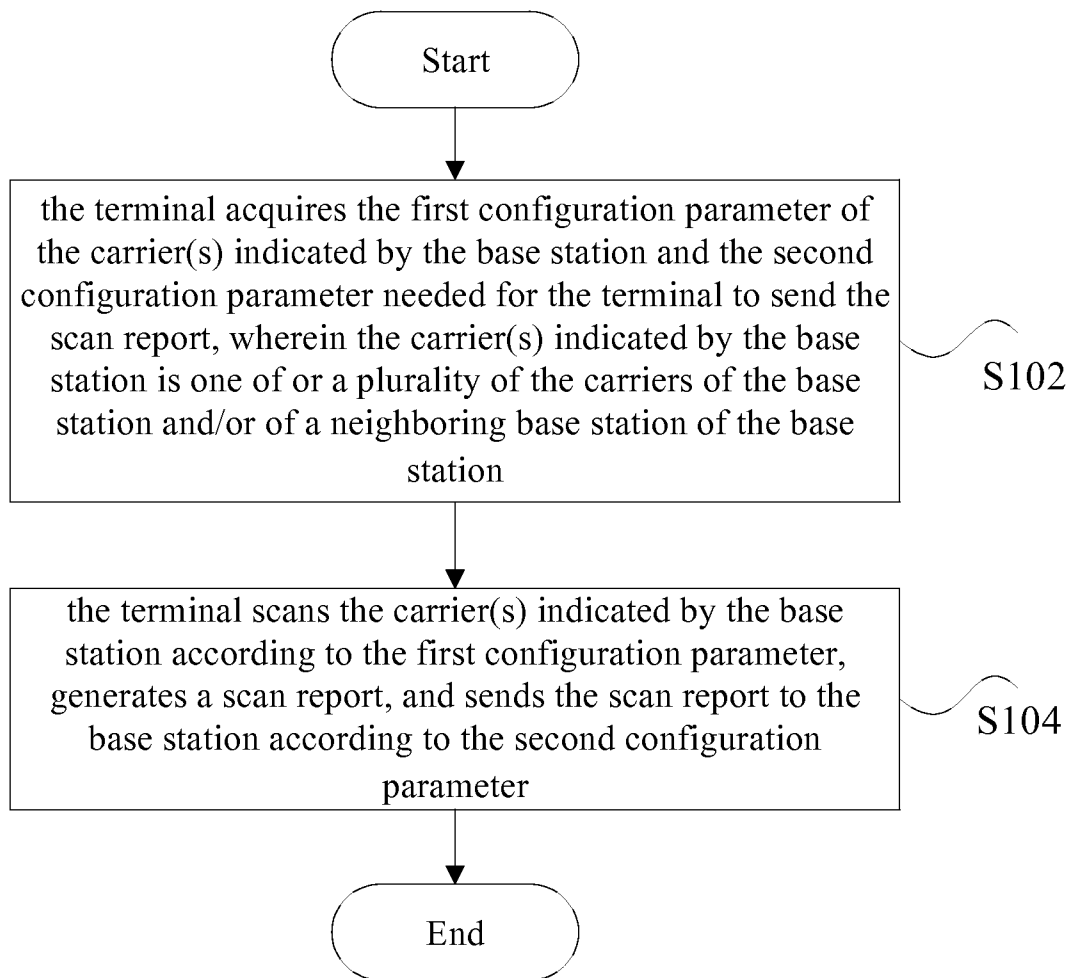 Start
the terminal acquires the first configuration parameter of
the carrier(s) indicated by the base station and the second
configuration parameter needed for the terminal to send the
scan report, wherein the carrier(s) indicated by the base
station is one of or a plurality of the carriers of the base
station and/or of a neighboring base station of the base
station
S102
the terminal scans the carrier(s) indicated by the base
station according to the first configuration parameter,
generates a scan report, and sends the scan report to the
base station according to the second configuration
parameter
S104
End